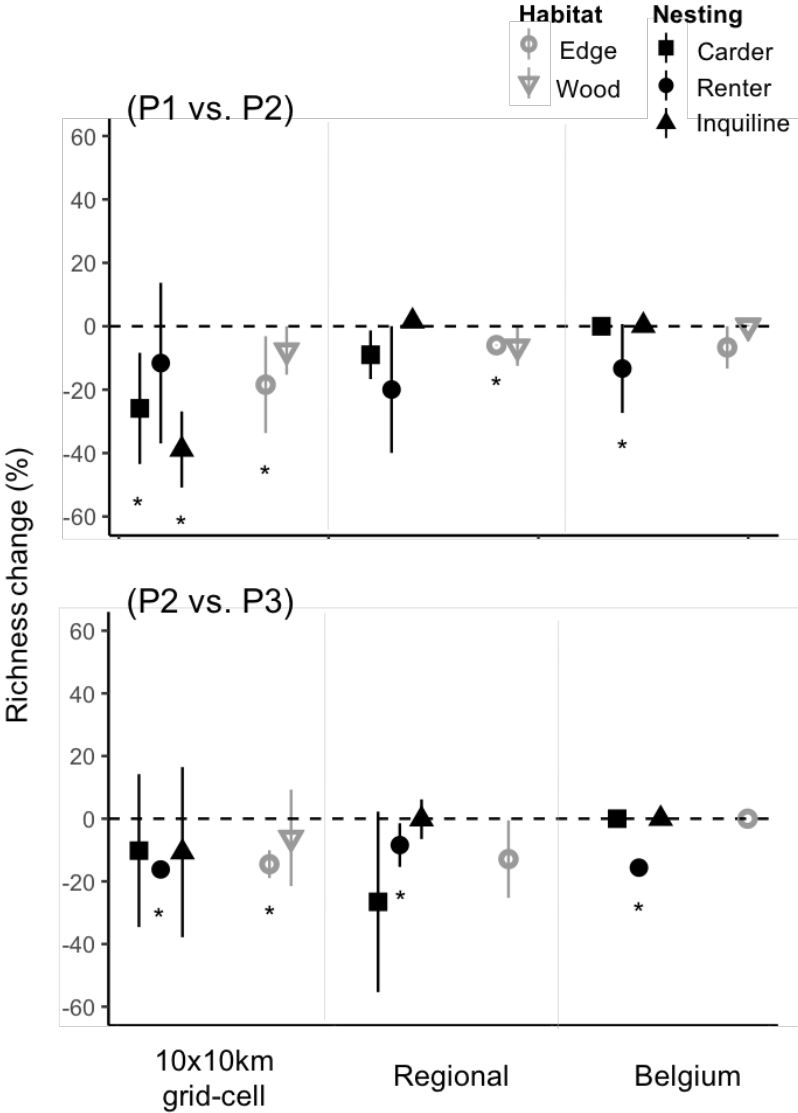 Habitat
Edge
Wood
Nesting
Carder
Renter
Inquiline
(P1 vs. P2)
60
40
20
0
-20
-40
-60
*
*
*
*
*
Richness change (%)
(P2 vs. P3)
60
40
20
0
-20
-40
-60
*
*
*
*
10x10km
grid-cell
Regional
Belgium